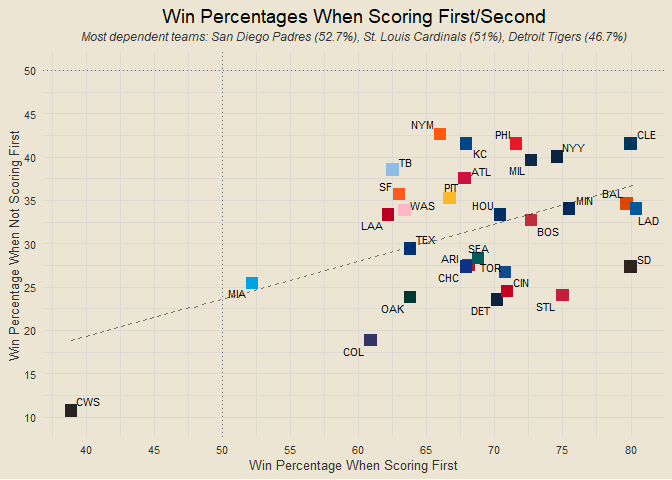 Win Percentages When Scoring First/Second
Most dependent teams: San Diego Padres (52.7%), St. Louis Cardinals (51%), Detroit Tigers (46.7%)
50
45
NYM
PHI
CLE
KC
NYY
40
TB
ATL
MIL
SF
PIT
BAL
35
WAS
HOU
MIN
LAA
BOS
LAD
30
TEX
SEA
ARI
TOR
SD
CHC
25
MIA
CIN
OAK
DET
STL
20
COL
15
CWS
10
40
45
50
55
60
65
70
75
80
Win Percentage When Scoring First
Win Percentage When Not Scoring First